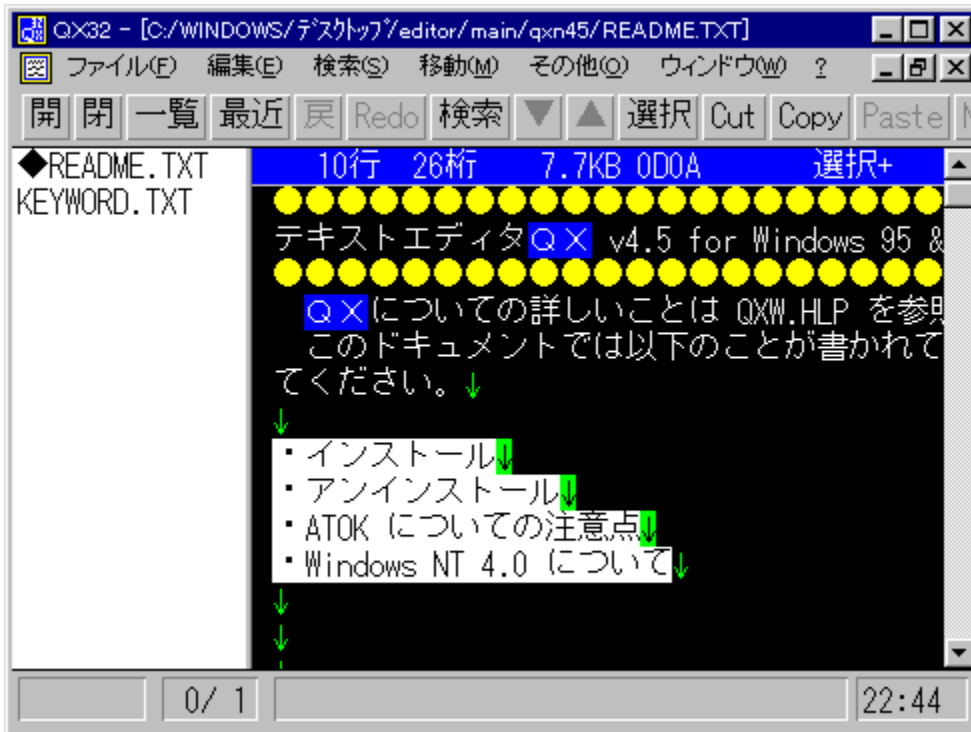 QX32 - [C:/WINDOWS/ﾃﾞｽｸﾄｯﾌﾟ/editor/main/qxn45/README.TXT]
ファイル(F) 編集(E) 検索(S) 移動(M) その他(O) ウィンドウ(W) ?
開 閉 一覧 最近 戻 Redo 検索 ▼ ▲ 選択 Cut Copy Paste
◆README.TXT
KEYWORD.TXT
10行 26桁 7.7KB 0D0A 選択+
●●●●●●●●●●●●●●●●●●●●●
テキストエディタQX v4.5 for Windows 95 &
●●●●●●●●●●●●●●●●●●●●●
QXについての詳しいことは QXW.HLP を参照
このドキュメントでは以下のことが書かれて
てください。↓
↓
・インストール↓
・アンインストール↓
・ATOK についての注意点↓
・Windows NT 4.0 について↓
↓
↓
↓
0/ 1
22:44